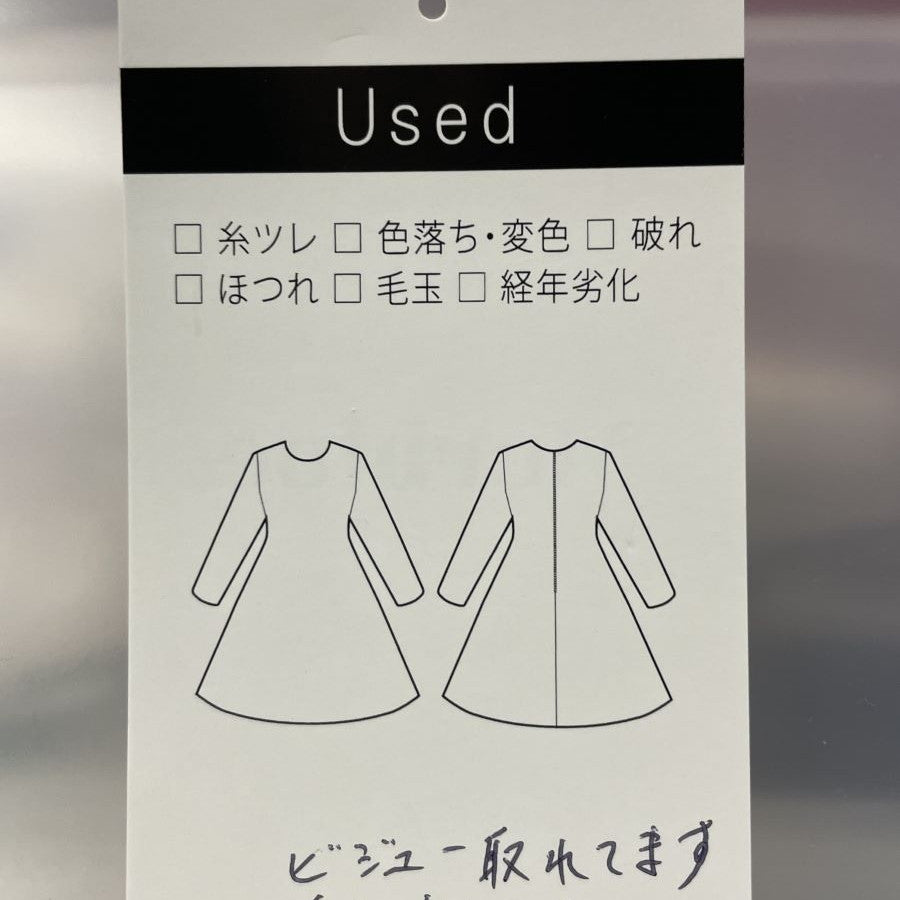 Used
□ 糸ツレ □ 色落ち・変色 □ 破れ
□ ほつれ □ 毛玉 □ 経年劣化
ビジュー取れてます